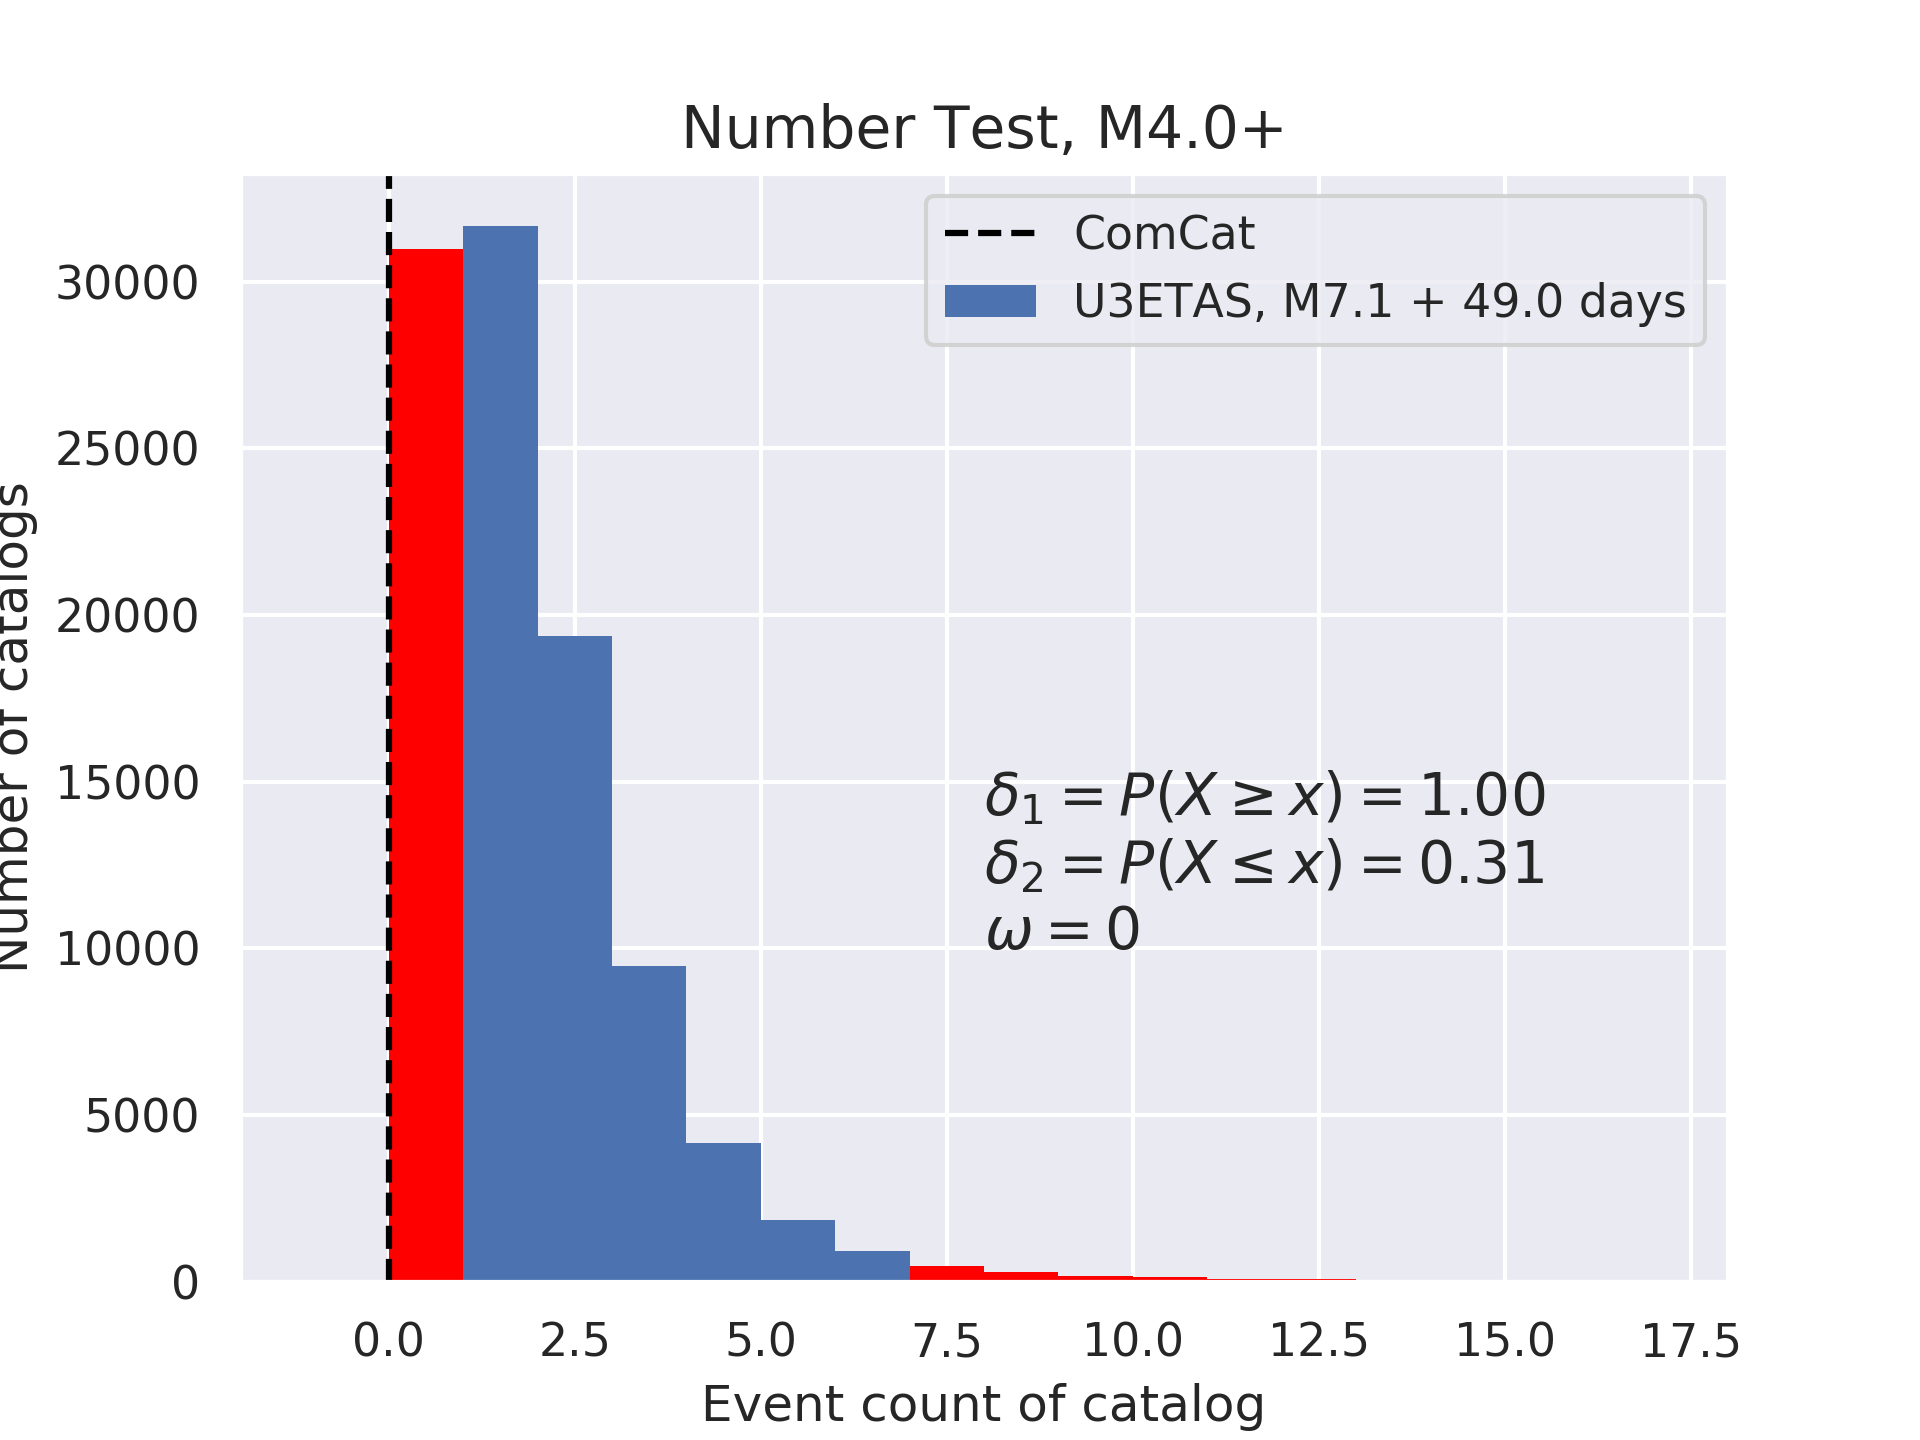 Number Test, M4.0+
ComCat
U3ETAS, M7.1 + 49.0 days
30000
25000
20000
15000
10000
5000
0
Number of catalogs
δ₁ = P(X ≥ x) = 1.00
δ₂ = P(X ≤ x) = 0.31
ω = 0
0.0 2.5 5.0 7.5 10.0 12.5 15.0 17.5
Event count of catalog